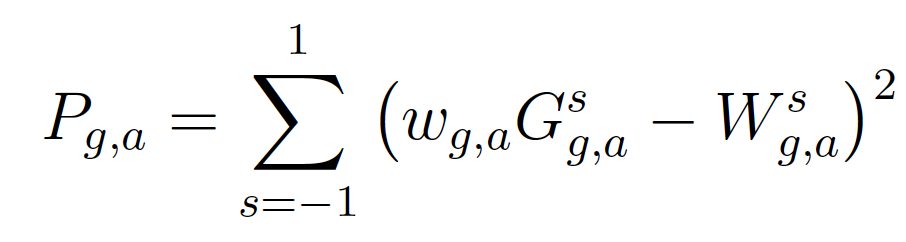 $P_{g,a} = \sum_{s=-1}^{1} \left( w_{g,a} G_{g,a}^{s} - W_{g,a}^{s} \right)^2$